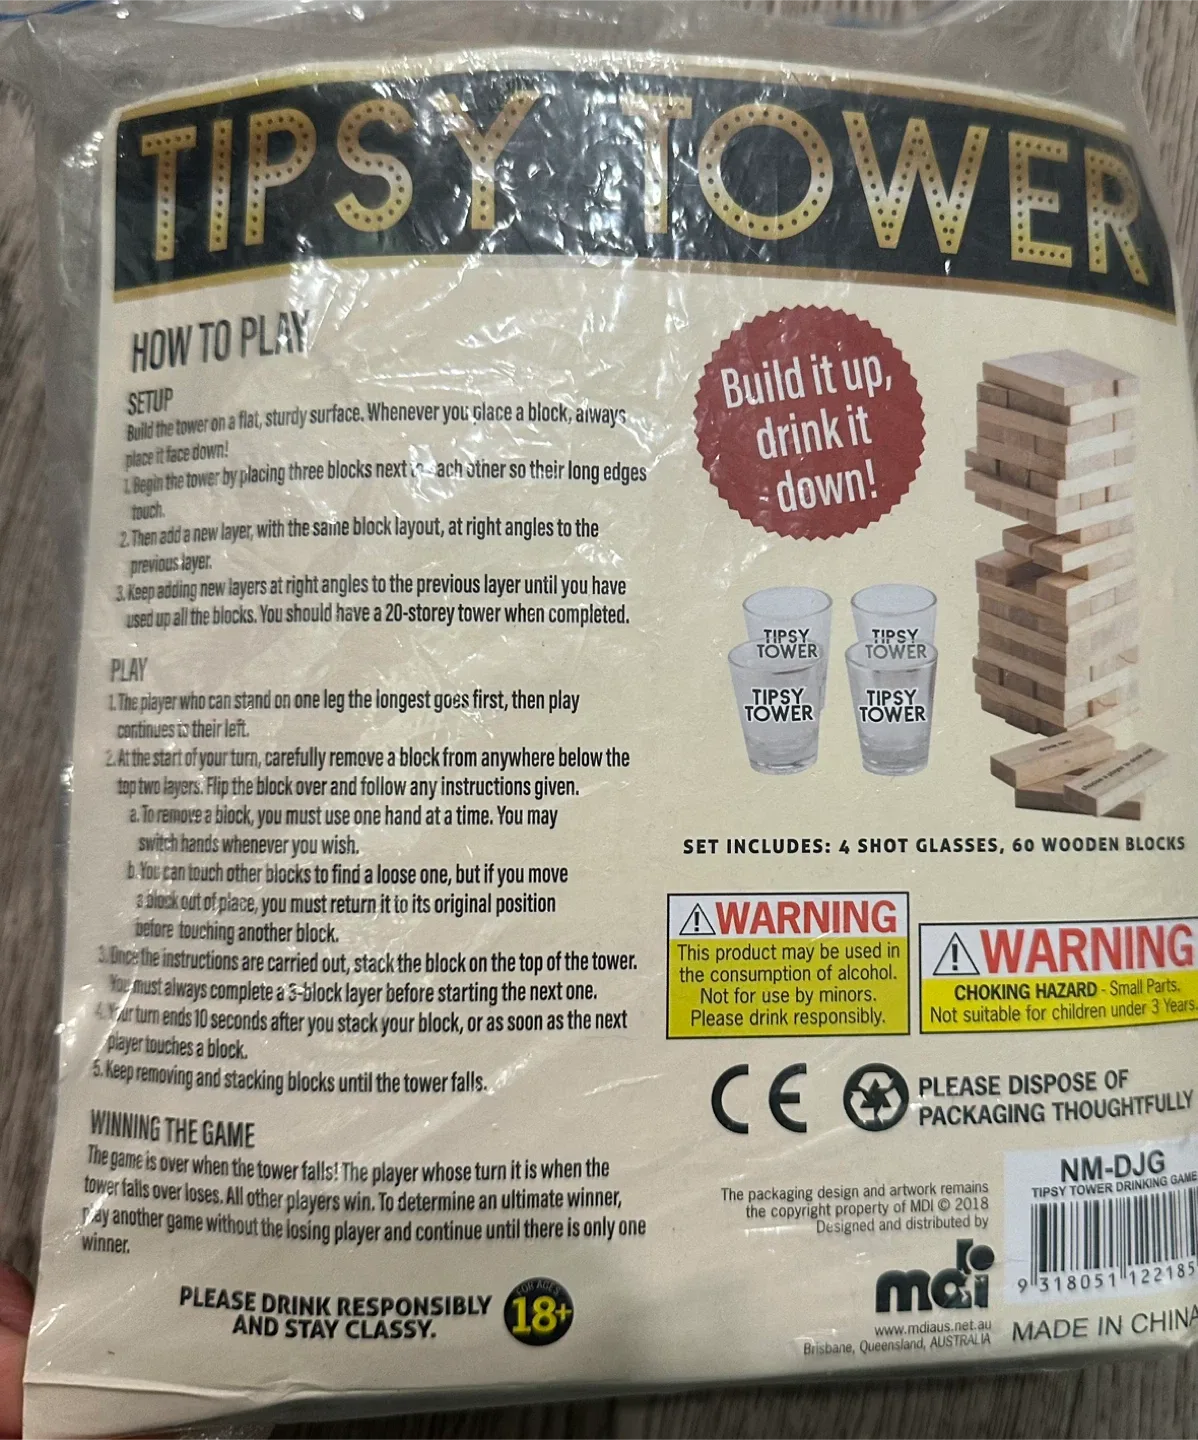 TIPSY TOWER
HOW TO PLAY
SETUP
Build the tower on a flat, sturdy surface. Whenever you place a block, always
place it face down!
1. Begin the tower by placing three blocks next to each other so their long edges
touch.
2. Then add a new layer, with the same block layout, at right angles to the
previous layer.
3. Keep adding new layers at right angles to the previous layer until you have
used up all the blocks. You should have a 20-storey tower when completed.
PLAY
1. The player who can stand on one leg the longest goes first, then play
continues to their left.
2. At the start of your turn, carefully remove a block from anywhere below the
top two layers. Flip the block over and follow any instructions given.
a. To remove a block, you must use one hand at a time. You may
switch hands whenever you wish.
b. You can touch other blocks to find a loose one, but if you move
a block out of place, you must return it to its original position
before touching another block.
3. Once the instructions are carried out, stack the block on the top of the tower.
You must always complete a 3-block layer before starting the next one.
4. Your turn ends 10 seconds after you stack your block, or as soon as the next
player touches a block.
5. Keep removing and stacking blocks until the tower falls.
WINNING THE GAME
The game is over when the tower falls! The player whose turn it is when the
tower falls over loses. All other players win. To determine an ultimate winner,
play another game without the losing player and continue until there is only one
winner.
PLEASE DRINK RESPONSIBLY
AND STAY CLASSY.
FOR AGES
18+
Build it up,
drink it
down!
TIPSY
TOWER
TIPSY
TOWER
TIPSY
TOWER
TIPSY
TOWER
SET INCLUDES: 4 SHOT GLASSES, 60 WOODEN BLOCKS
WARNING
This product may be used in
the consumption of alcohol.
Not for use by minors.
Please drink responsibly.
WARNING
CHOKING HAZARD - Small Parts.
Not suitable for children under 3 Years.
CE
PLEASE DISPOSE OF
PACKAGING THOUGHTFULLY
The packaging design and artwork remains
the copyright property of MDI © 2018
Designed and distributed by
mdi
www.mdiaus.net.au
Brisbane, Queensland, AUSTRALIA
NM-DJG
TIPSY TOWER DRINKING GAME
9 318051 122185
MADE IN CHINA